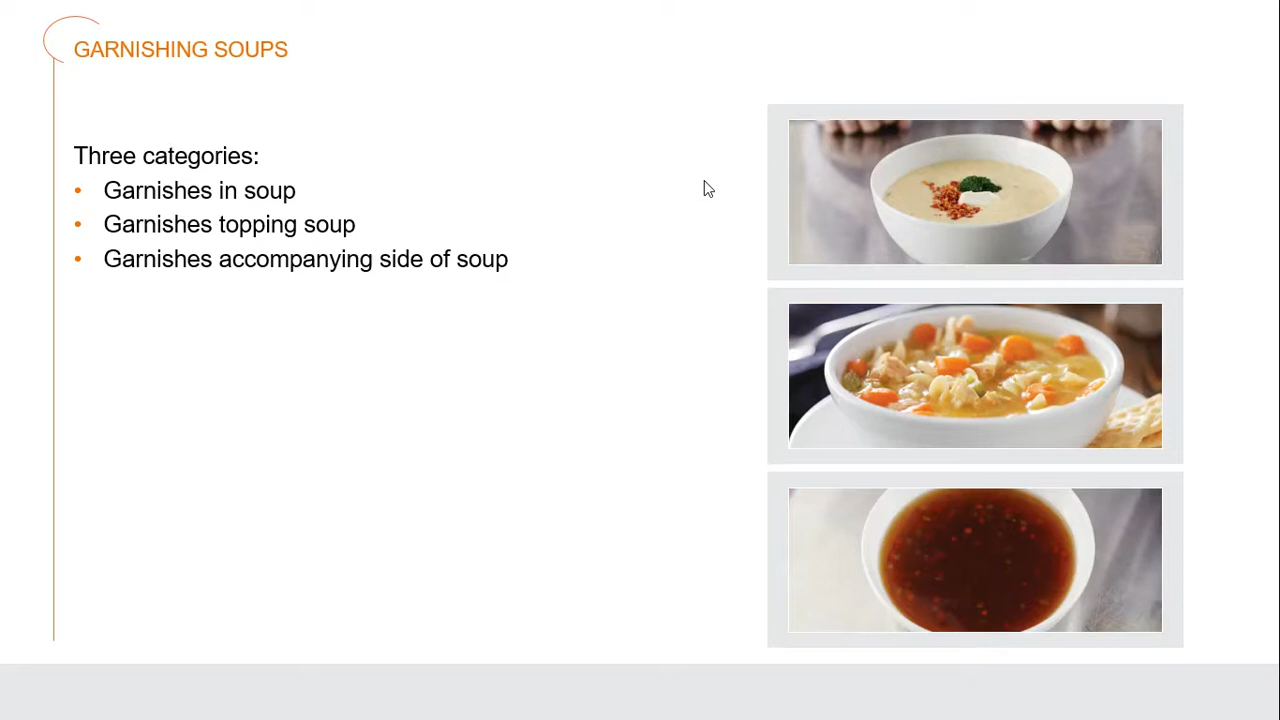 GARNISHING SOUPS
Three categories:
• Garnishes in soup
• Garnishes topping soup
• Garnishes accompanying side of soup